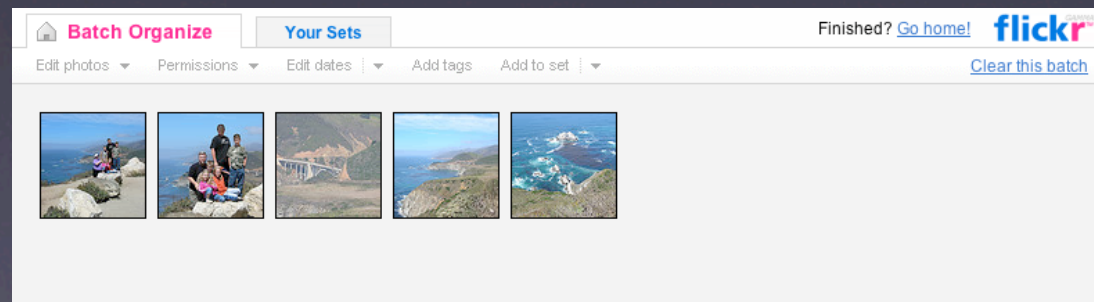 Batch Organize
Your Sets
Finished? Go home!
flickr
Edit photos
Permissions
Edit dates
Add tags
Add to set
Clear this batch